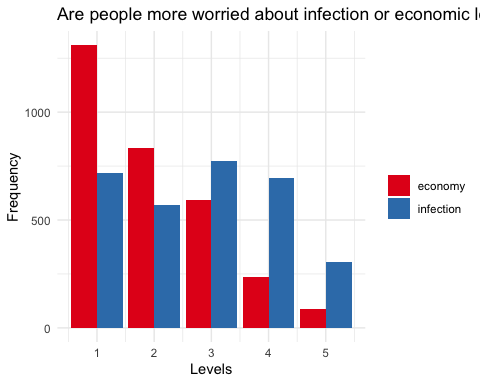 Are people more worried about infection or economic
Frequency
1000
500
0
1
2
3
4
5
Levels
economy
infection